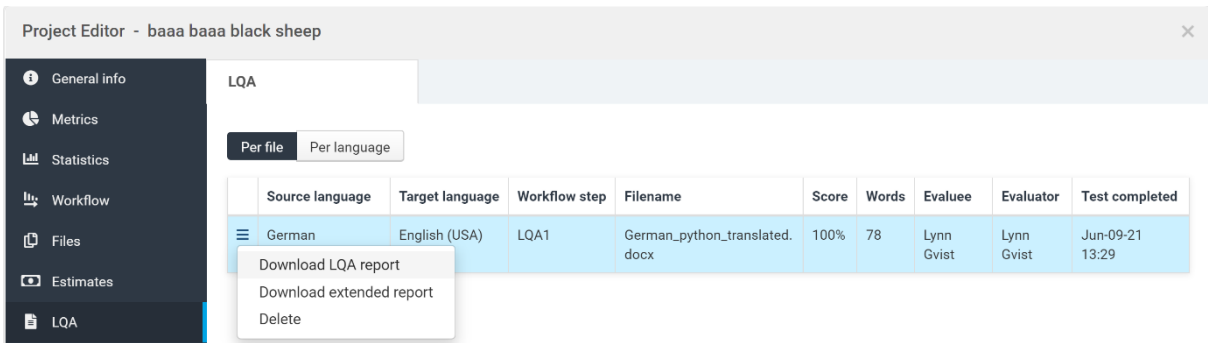 Project Editor - baaa baaa black sheep
General info
Metrics
Statistics
Workflow
Files
Estimates
LQA
LQA
Per file
Per language
Source language Target language Workflow step Filename Score Words Evaluee Evaluator Test completed
German English (USA) LQA1 German_python_translated. 100% 78 Lynn Lynn Jun-09-21
docx Gvist Gvist 13:29
Download LQA report
Download extended report
Delete